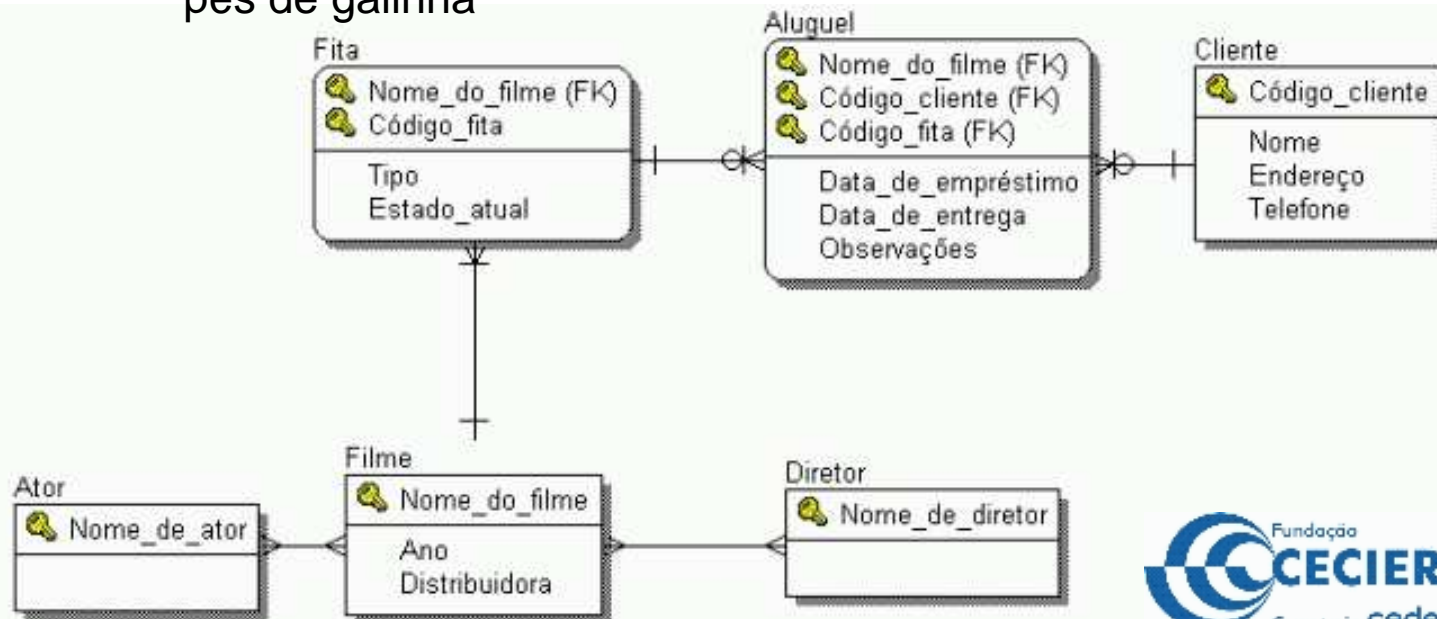 pés de galinha
Fita
Nome_do_filme (FK)
Código_fita
Tipo
Estado_atual
Aluguel
Nome_do_filme (FK)
Código_cliente (FK)
Código_fita (FK)
Data_de_empréstimo
Data_de_entrega
Observações
Cliente
Código_cliente
Nome
Endereço
Telefone
Ator
Nome_de_ator
Filme
Nome_do_filme
Ano
Distribuidora
Diretor
Nome_de_diretor
Fundação
CECIER